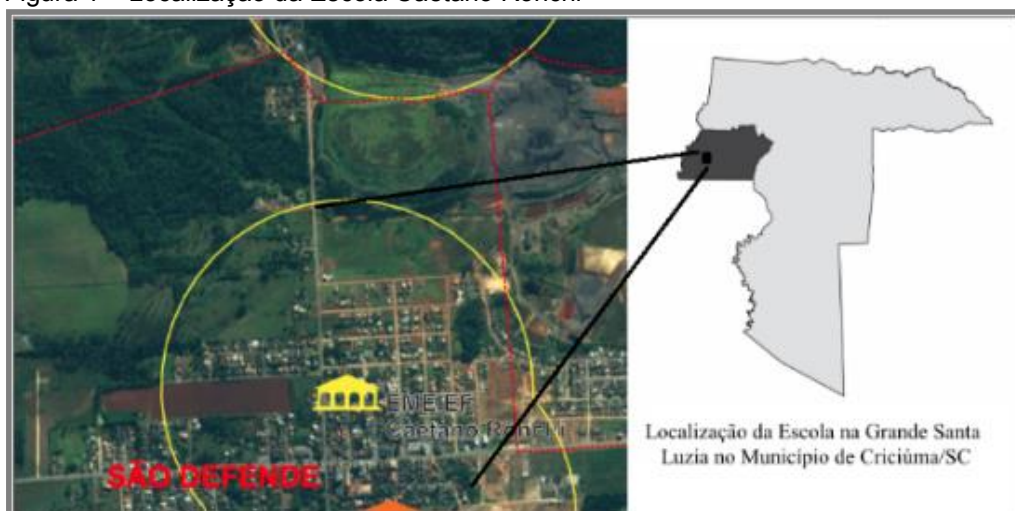 Figura 1 – Localização da Escola Caetano Ronchi
EMEIEF
Caetano Ronchi
SÃO DEFENDE
Localização da Escola na Grande Santa
Luzia no Município de Criciúma/SC